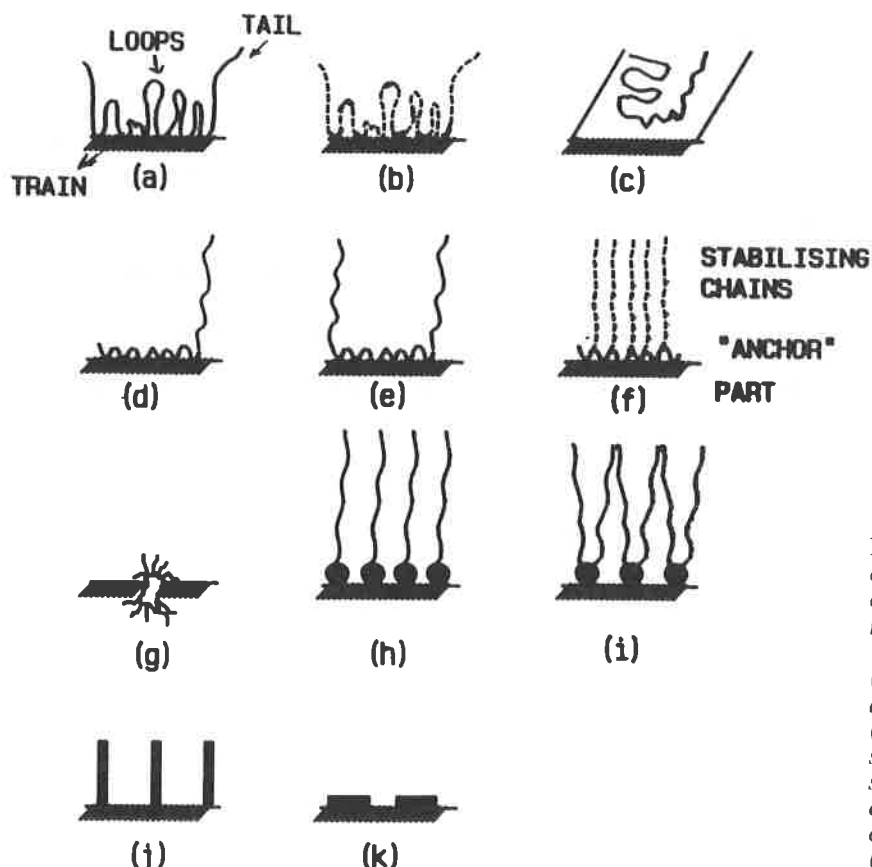 LOOPS
TAIL
TRAIN
(a)
(b)
(c)
STABILISING
CHAINS
"ANCHOR"
PART
(d)
(e)
(f)
(g)
(h)
(i)
(j)
(k)